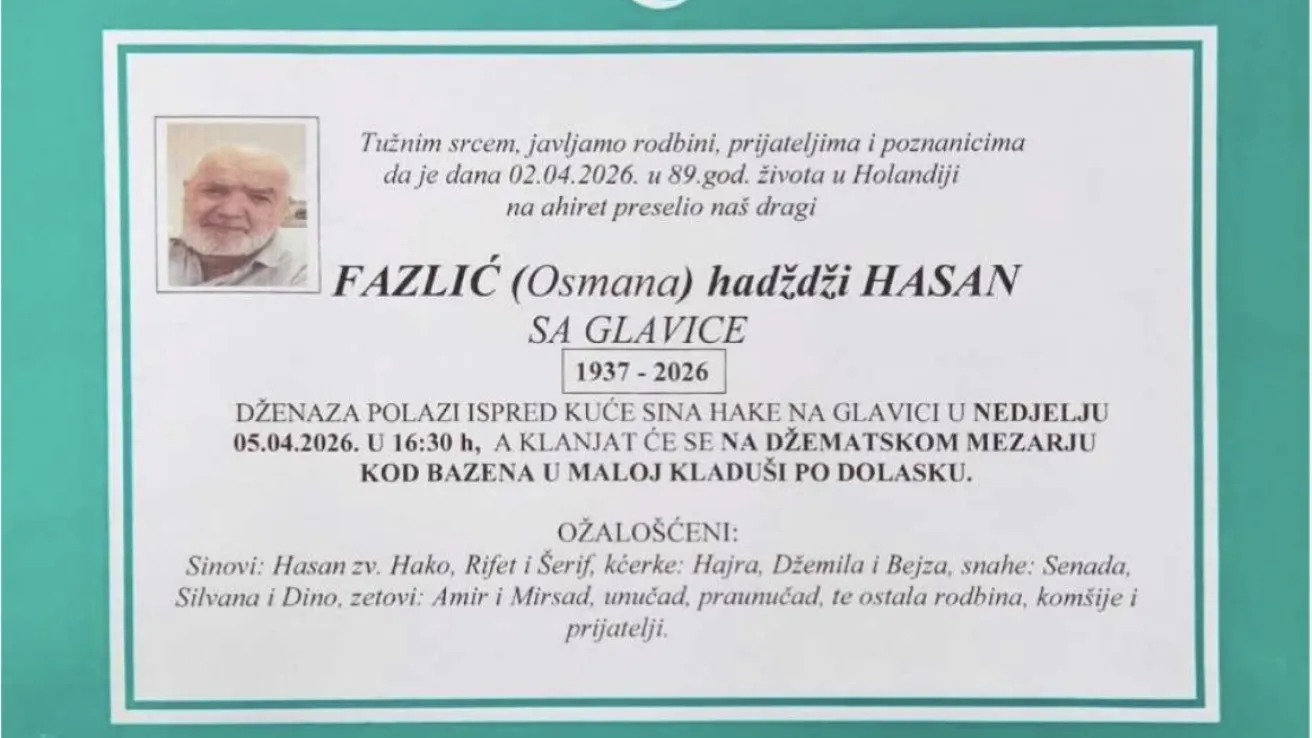 Tužnim srcem, javljamo rodbini, prijateljima i poznanicima
da je dana 02.04.2026. u 89.god. života u Holandiji
na ahiret preselio naš dragi
FAZLIĆ (Osmana) hadždži HASAN
SA GLAVICE
1937 - 2026
DŽENAZA POLAZI ISPRED KUĆE SINA HAKE NA GLAVICI U NEDJELJU
05.04.2026. U 16:30 h, A KLANJAT ĆE SE NA DŽEMATSKOM MEZARJU
KOD BAZENA U MALOJ KLADUŠI PO DOLASKU.
OŽALOŠĆENI:
Sinovi: Hasan zv. Hako, Rifet i Šerif, kćerke: Hajra, Džemila i Bejza, snahe: Senada,
Silvana i Dino, zetovi: Amir i Mirsad, unučad, praunučad, te ostala rodbina, komšije i
prijatelji.